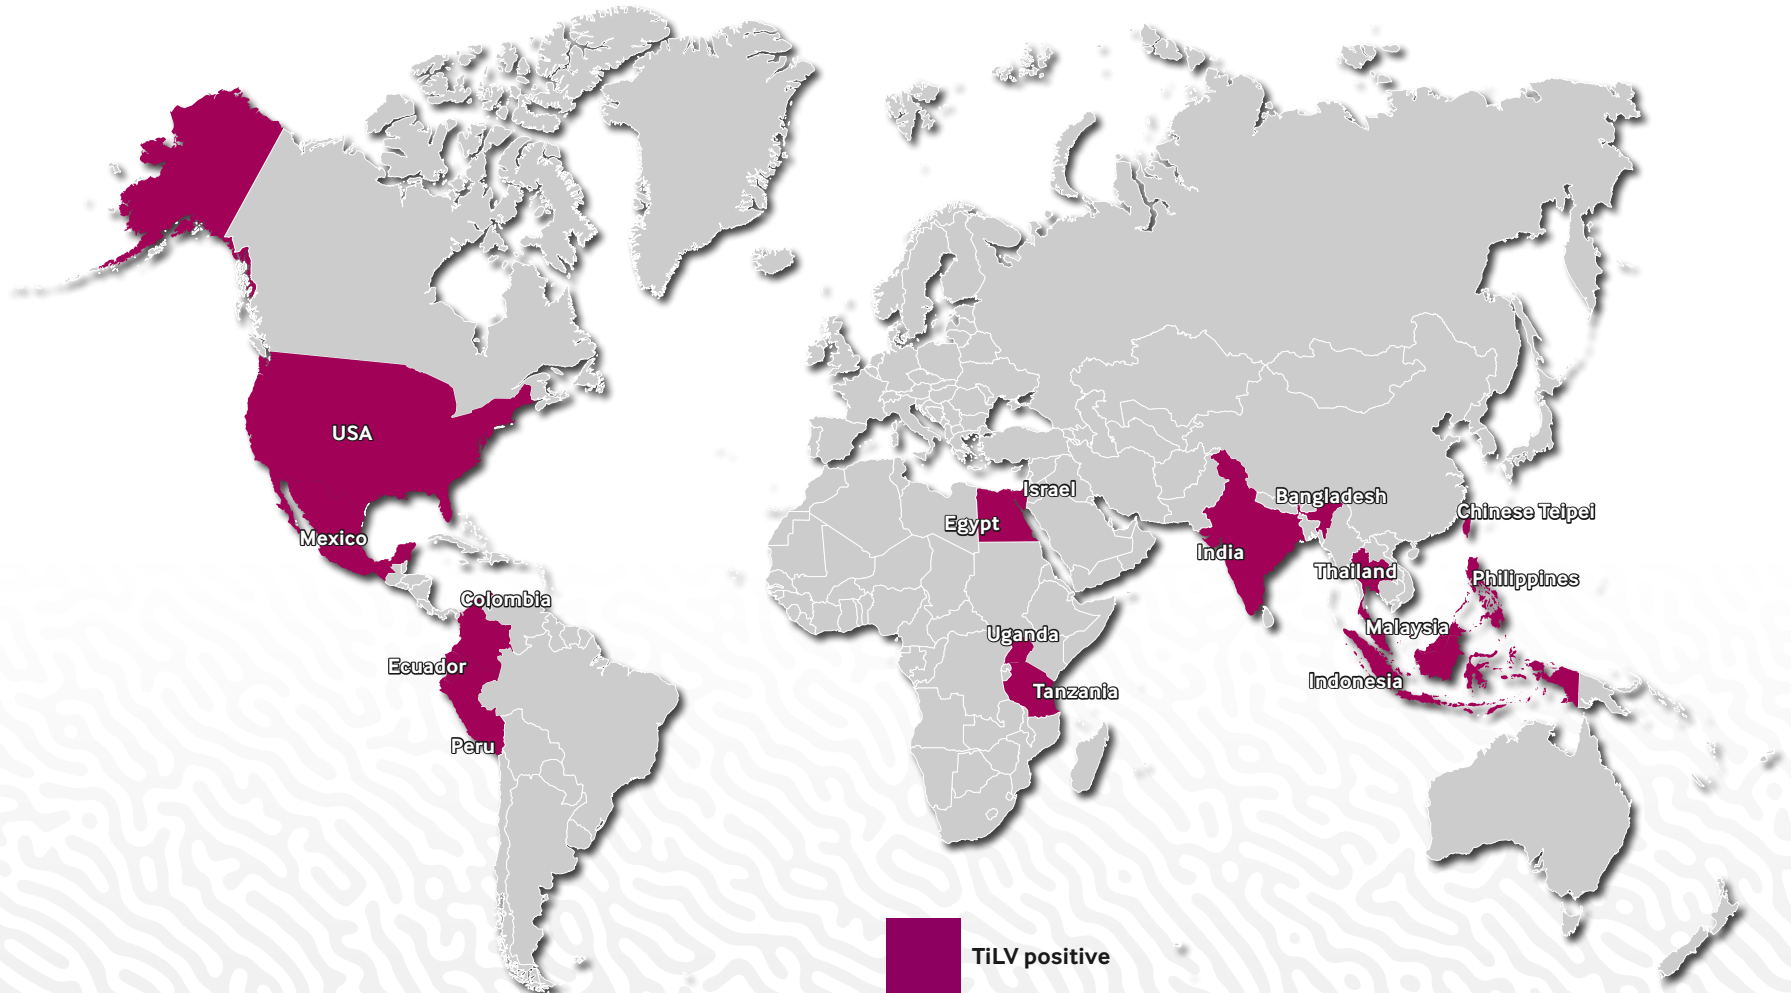 USA
Mexico
Colombia
Ecuador
Peru
Israel
Egypt
Uganda
Tanzania
Bangladesh
India
Thailand
Chinese Teipei
Philippines
Malaysia
Indonesia
TiLV positive